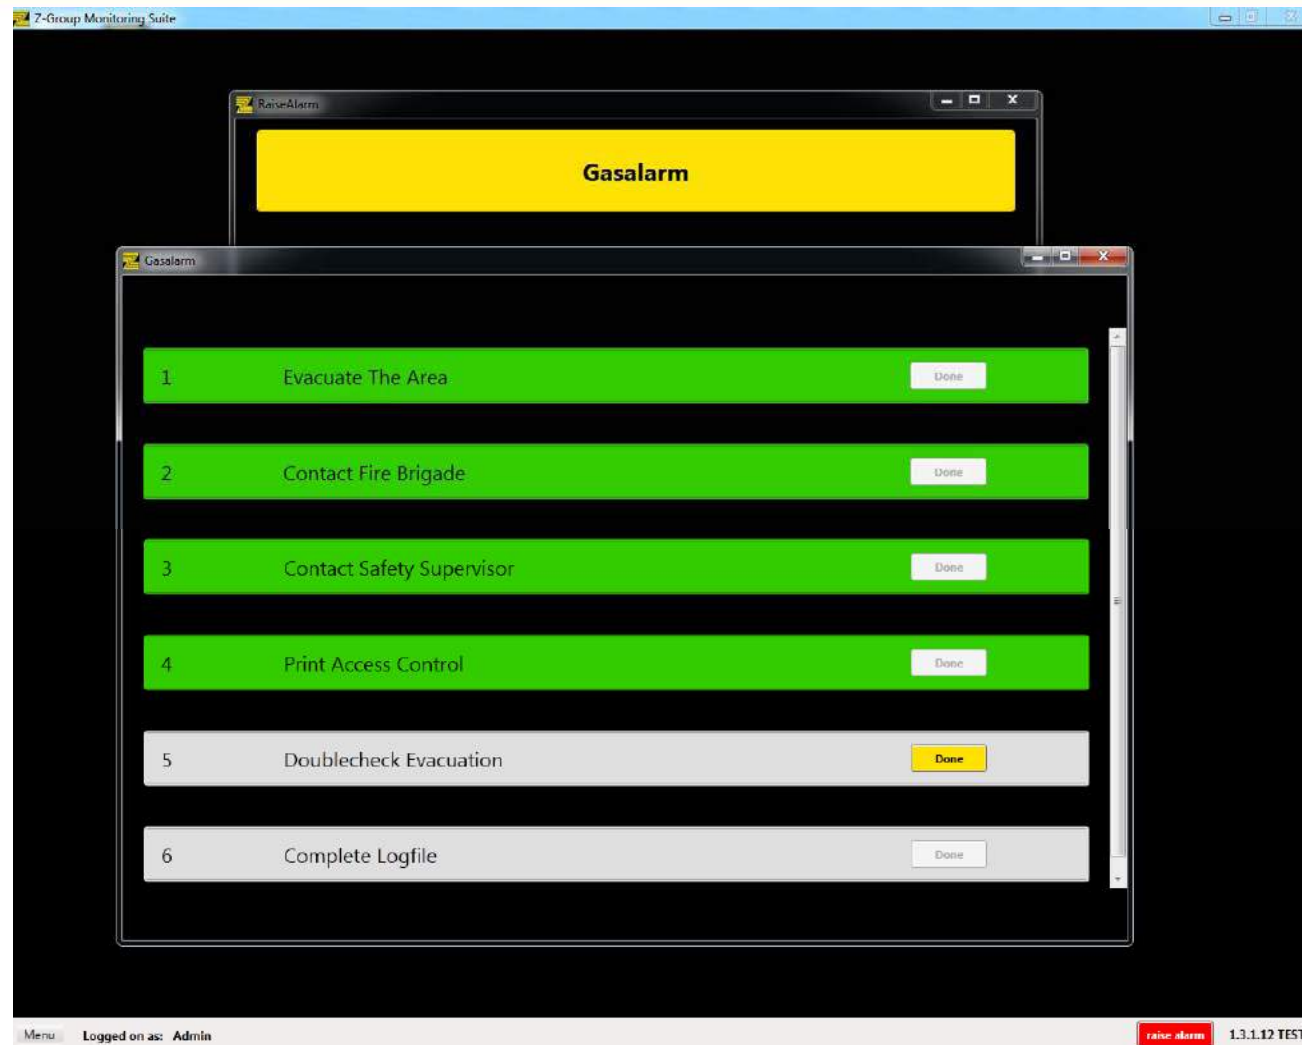 Z-Group Monitoring Suite
RaiseAlarm
Gasalarm
Gasalarm
1 Evacuate The Area Done
2 Contact Fire Brigade Done
3 Contact Safety Supervisor Done
4 Print Access Control Done
5 Doublecheck Evacuation Done
6 Complete Logfile Done
Menu Logged on as: Admin raise alarm 1.3.1.12 TEST